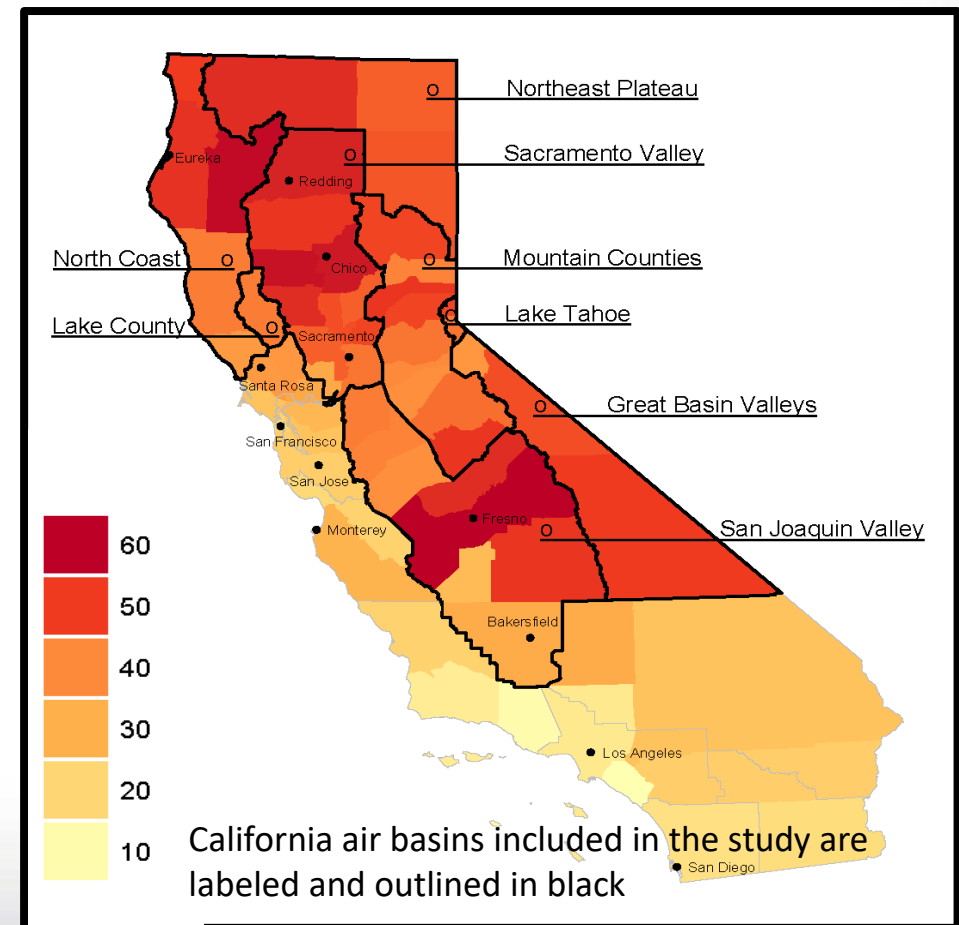 Northeast Plateau
Sacramento Valley
Eureka
Redding
North Coast
Chico
Mountain Counties
Lake County
Sacramento
Lake Tahoe
Santa Rosa
Great Basin Valleys
San Francisco
San Jose
Monterey
Fresno
San Joaquin Valley
60
50
40
30
20
10
Bakersfield
Los Angeles
San Diego
California air basins included in the study are
labeled and outlined in black